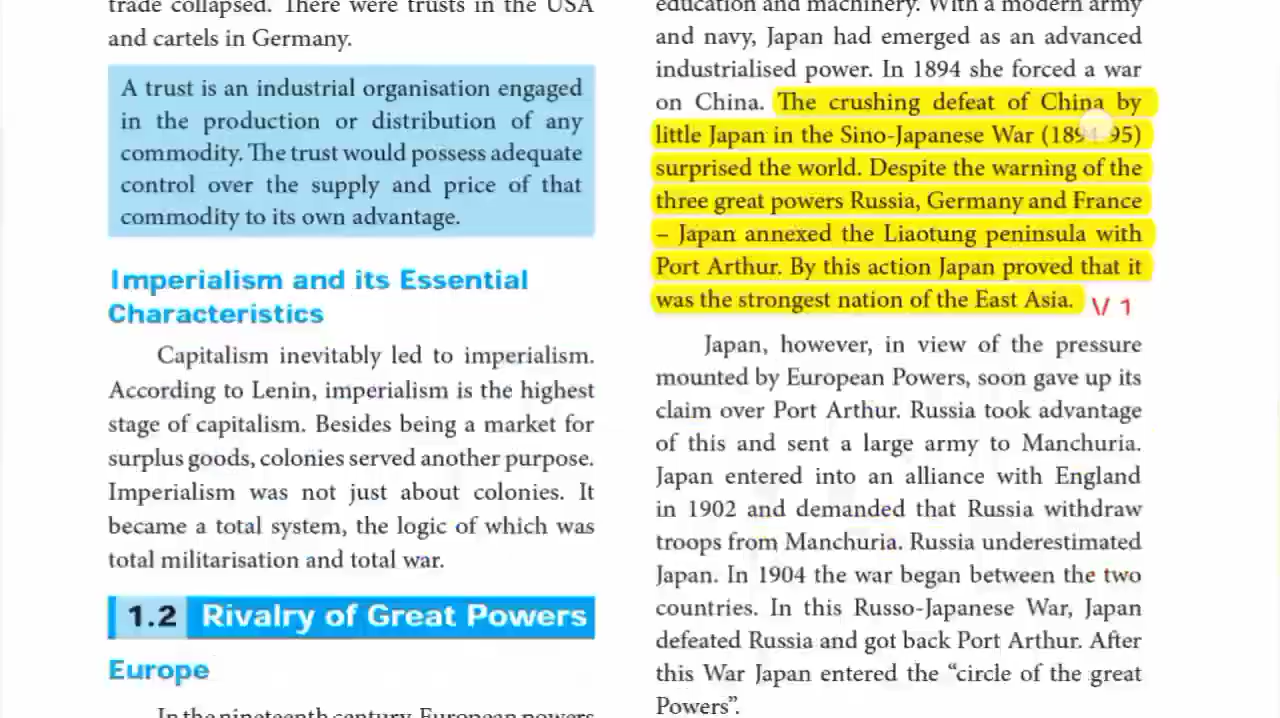 trade collapsed. There were trusts in the USA
and cartels in Germany.
A trust is an industrial organisation engaged
in the production or distribution of any
commodity. The trust would possess adequate
control over the supply and price of that
commodity to its own advantage.
Imperialism and its Essential
Characteristics
Capitalism inevitably led to imperialism.
According to Lenin, imperialism is the highest
stage of capitalism. Besides being a market for
surplus goods, colonies served another purpose.
Imperialism was not just about colonies. It
became a total system, the logic of which was
total militarisation and total war.
1.2 Rivalry of Great Powers
Europe
In the nineteenth century, European powers
education and machinery. With a modern army
and navy, Japan had emerged as an advanced
industrialised power. In 1894 she forced a war
on China. The crushing defeat of China by
little Japan in the Sino-Japanese War (1894-95)
surprised the world. Despite the warning of the
three great powers Russia, Germany and France
– Japan annexed the Liaotung peninsula with
Port Arthur. By this action Japan proved that it
was the strongest nation of the East Asia.
V 1
Japan, however, in view of the pressure
mounted by European Powers, soon gave up its
claim over Port Arthur. Russia took advantage
of this and sent a large army to Manchuria.
Japan entered into an alliance with England
in 1902 and demanded that Russia withdraw
troops from Manchuria. Russia underestimated
Japan. In 1904 the war began between the two
countries. In this Russo-Japanese War, Japan
defeated Russia and got back Port Arthur. After
this War Japan entered the “circle of the great
Powers”.